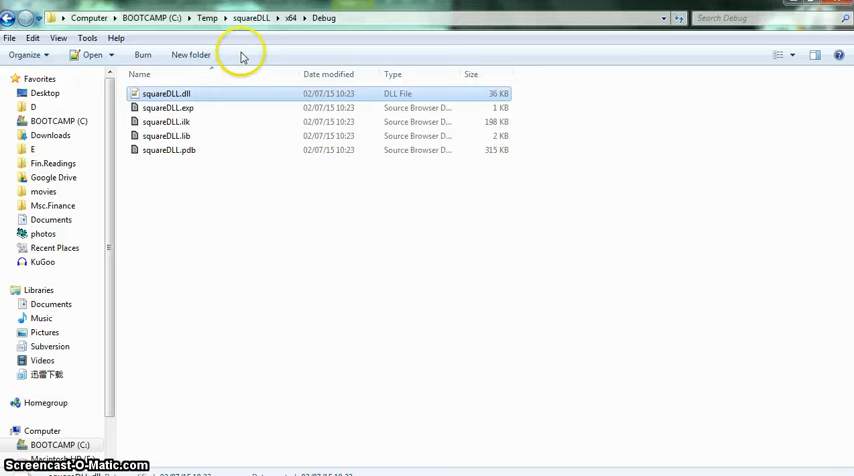 Computer BOOTCAMP (C:) Temp squareDLL x64 Debug
Search Debug
File Edit View Tools Help
Organize Open Burn New folder
Name Date modified Type Size
Favorites
Desktop
D
BOOTCAMP (C)
Downloads
E
Fin.Readings
Google Drive
movies
Msc.Finance
Documents
photos
Recent Places
KuGoo
Libraries
Documents
Music
Pictures
Subversion
Videos
迅雷下载
Homegroup
Computer
BOOTCAMP (C:)
Macintosh HD (E:)
squareDLL.dll 02/07/15 10:23 DLL File 36 KB
squareDLL.exp 02/07/15 10:23 Source Browser D... 1 KB
squareDLL.ilk 02/07/15 10:23 Source Browser D... 198 KB
squareDLL.lib 02/07/15 10:23 Source Browser D... 2 KB
squareDLL.pdb 02/07/15 10:23 Source Browser D... 315 KB
Screencast-O-Matic.com